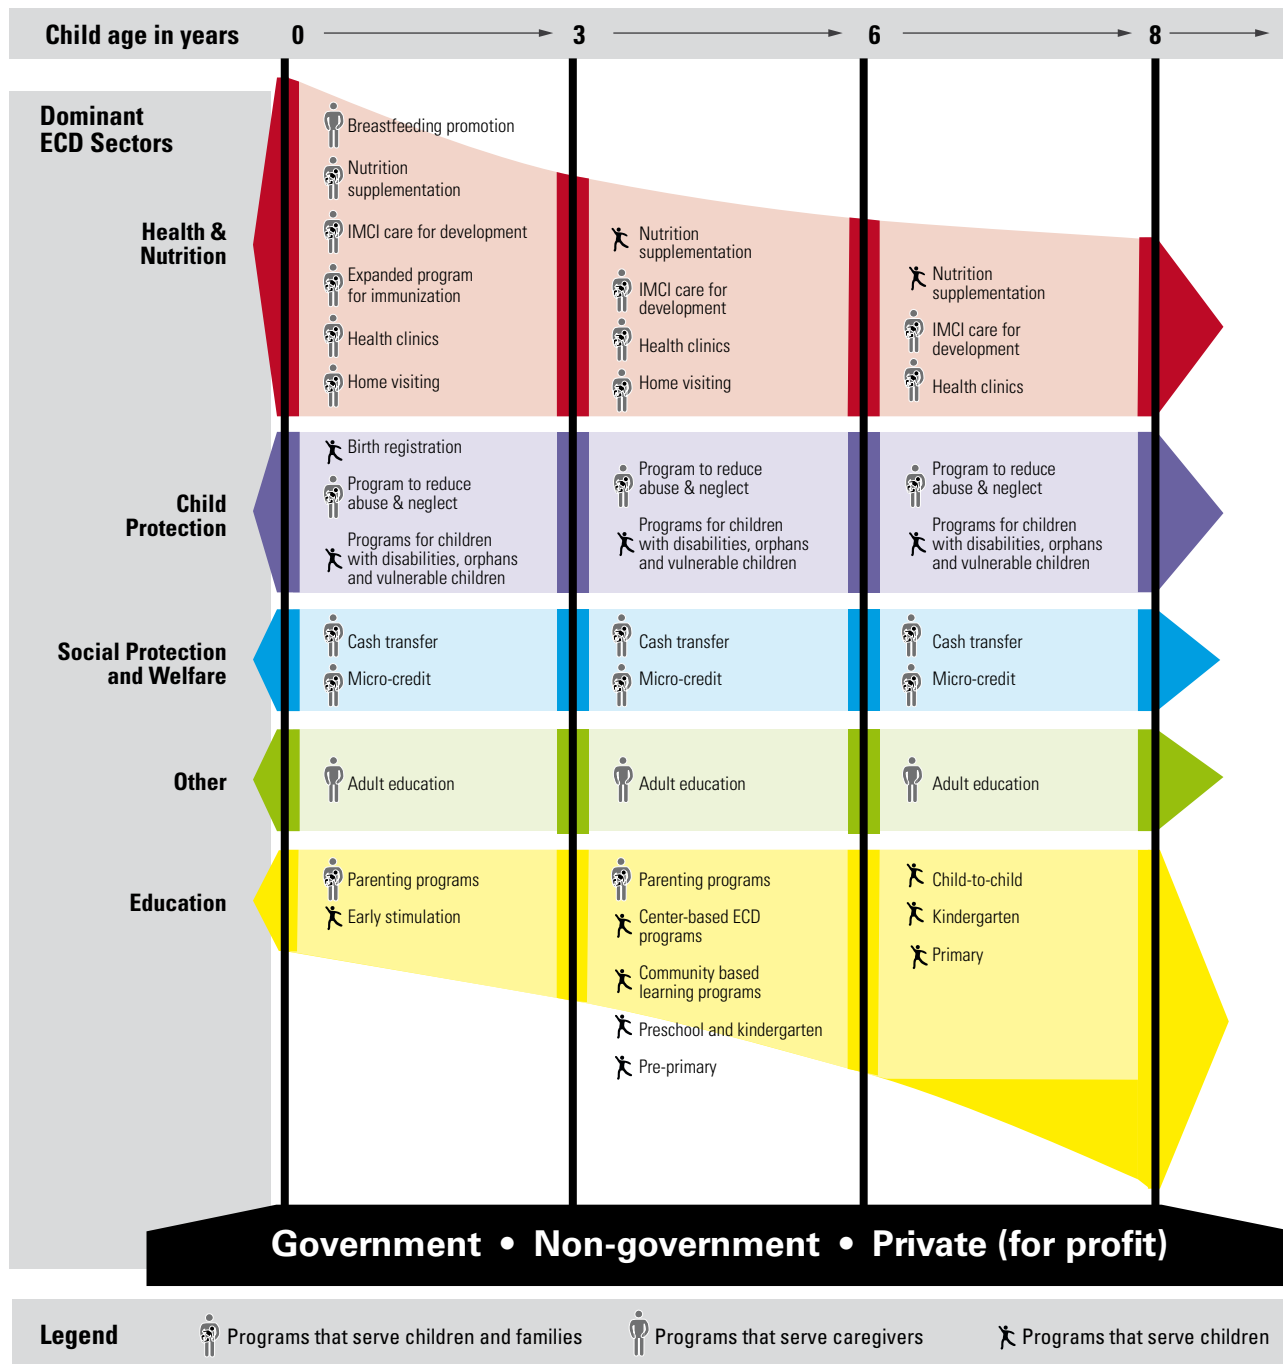 Child age in years 0 3 6 8
Dominant
ECD Sectors
Health &
Nutrition
Breastfeeding promotion
Nutrition
supplementation
IMCI care for development
Expanded program
for immunization
Health clinics
Home visiting
Nutrition
supplementation
IMCI care for
development
Health clinics
Home visiting
Nutrition
supplementation
IMCI care for
development
Health clinics
Child
Protection
Birth registration
Program to reduce
abuse & neglect
Programs for children
with disabilities, orphans
and vulnerable children
Program to reduce
abuse & neglect
Programs for children
with disabilities, orphans
and vulnerable children
Program to reduce
abuse & neglect
Programs for children
with disabilities, orphans
and vulnerable children
Social Protection
and Welfare
Cash transfer
Micro-credit
Cash transfer
Micro-credit
Cash transfer
Micro-credit
Other
Adult education
Adult education
Adult education
Education
Parenting programs
Early stimulation
Parenting programs
Center-based ECD
programs
Community based
learning programs
Preschool and kindergarten
Pre-primary
Child-to-child
Kindergarten
Primary
Government • Non-government • Private (for profit)
Legend
Programs that serve children and families
Programs that serve caregivers
Programs that serve children